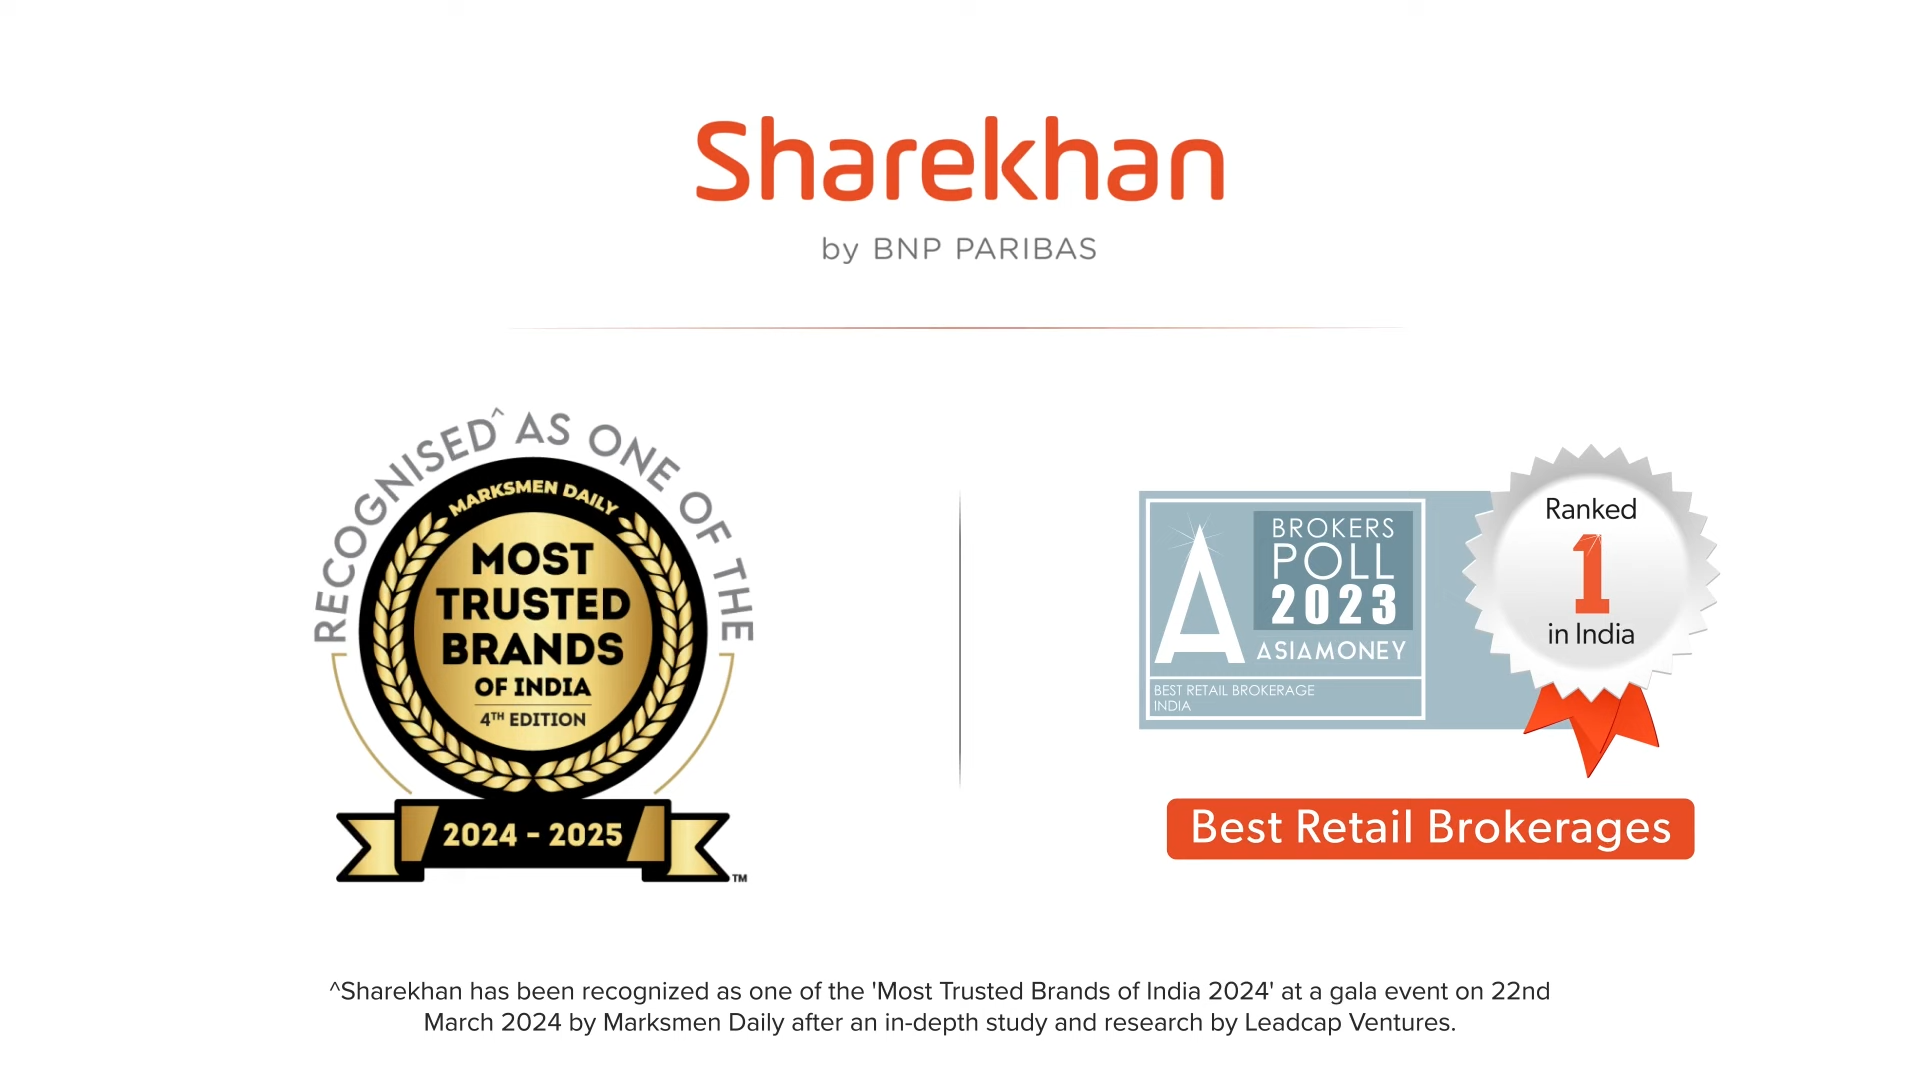 Sharekhan
by BNP PARIBAS
RECOGNISED^ AS ONE OF THE
MARKSMEN DAILY
MOST
TRUSTED
BRANDS
OF INDIA
4TH EDITION
2024 - 2025
TM
BROKERS
POLL
2023
ASIAMONEY
BEST RETAIL BROKERAGE
INDIA
Ranked
1
in India
Best Retail Brokerages
^Sharekhan has been recognized as one of the 'Most Trusted Brands of India 2024' at a gala event on 22nd
March 2024 by Marksmen Daily after an in-depth study and research by Leadcap Ventures.